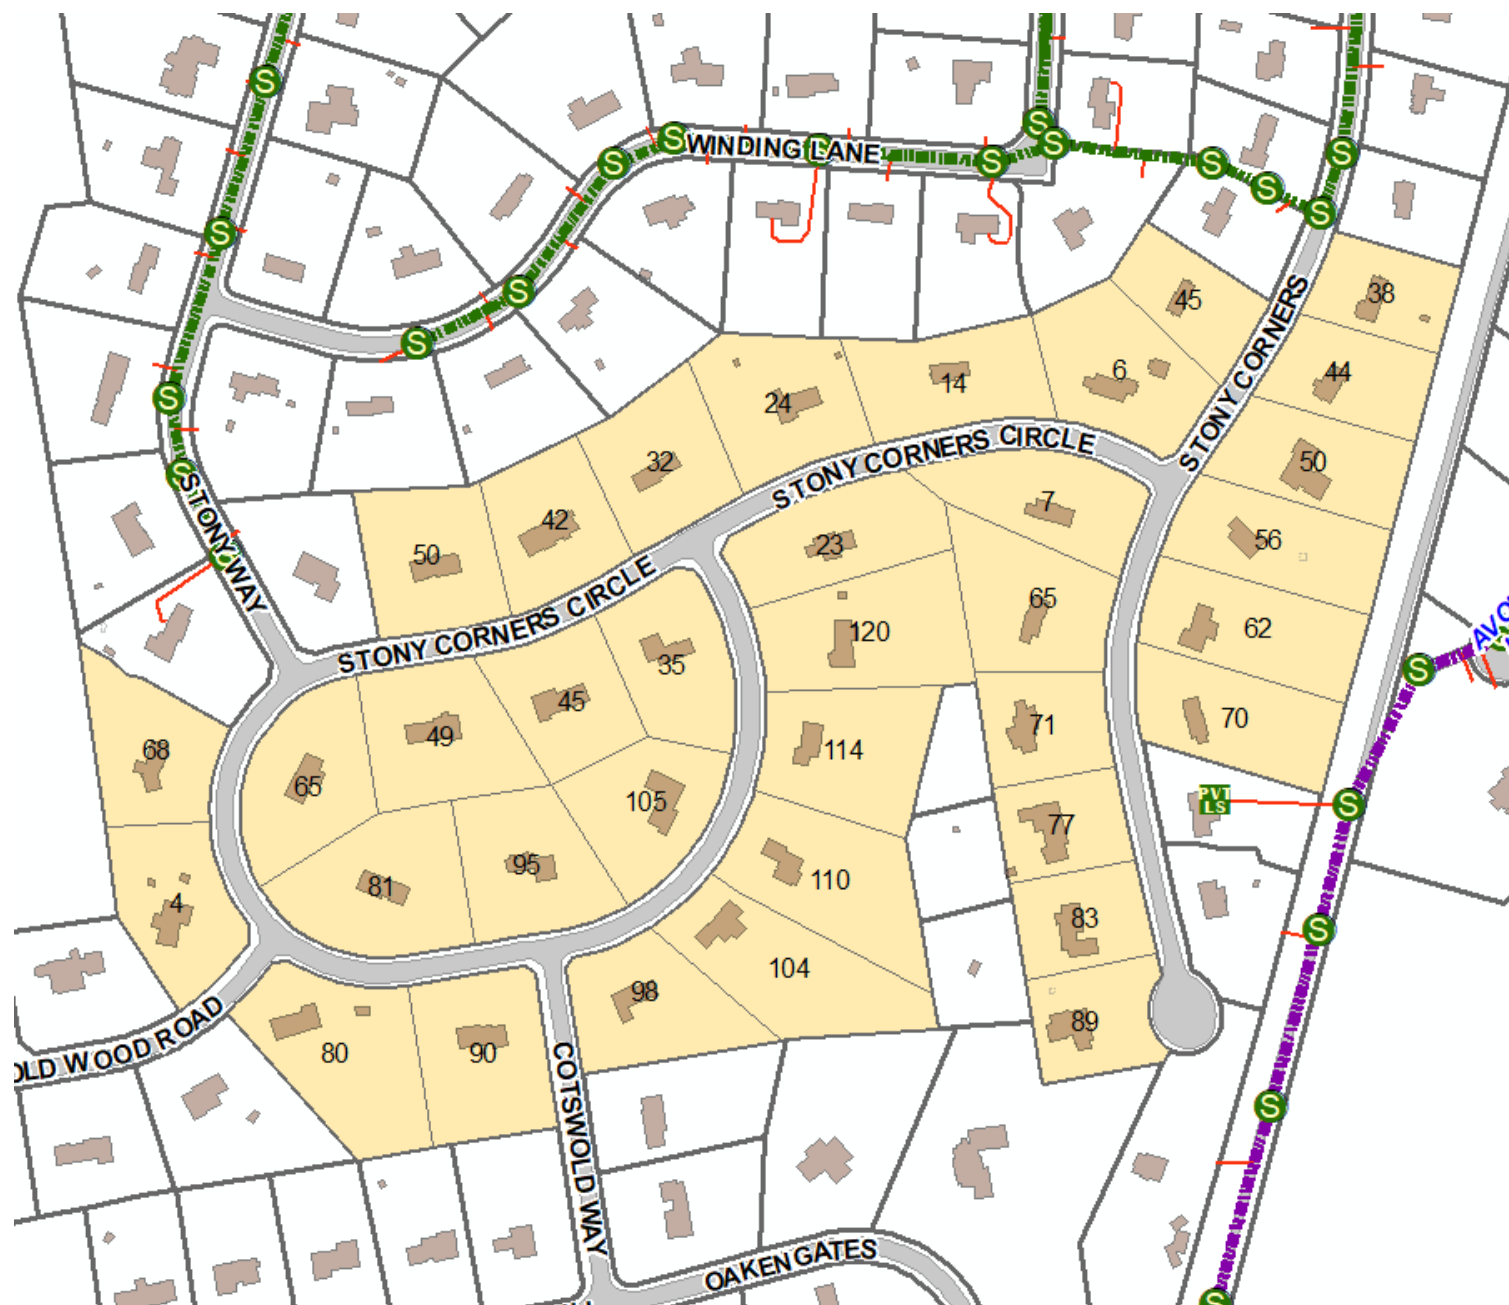 S
S
S
WINDING LANE
S
S
S
S
S
S
S
S
S
S
S
S
45
38
STONY CORNERS
44
6
14
24
S
STONY CORNERS CIRCLE
32
50
S
STONY WAY
7
42
23
56
50
STONY CORNERS CIRCLE
65
120
62
35
AVO
S
45
70
71
49
68
114
65
105
PVT
LS
S
77
95
110
81
4
83
S
104
98
89
OLD WOOD ROAD
80
90
COTSWOLD WAY
S
OAKENGATES
S